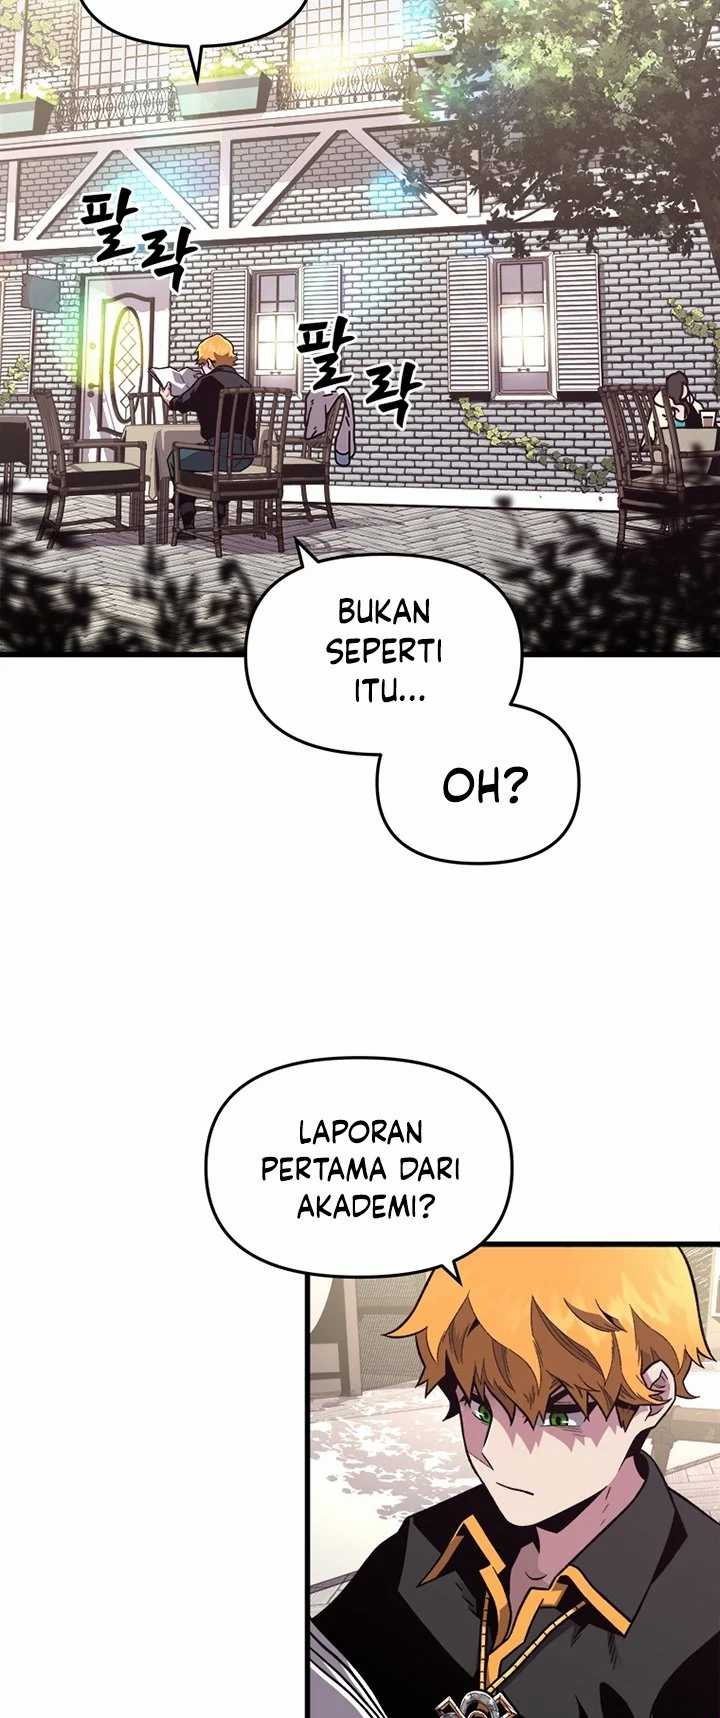 팔
락
팔
락
BUKAN
SEPERTI
ITU...
OH?
LAPORAN
PERTAMA DARI
AKADEMI?